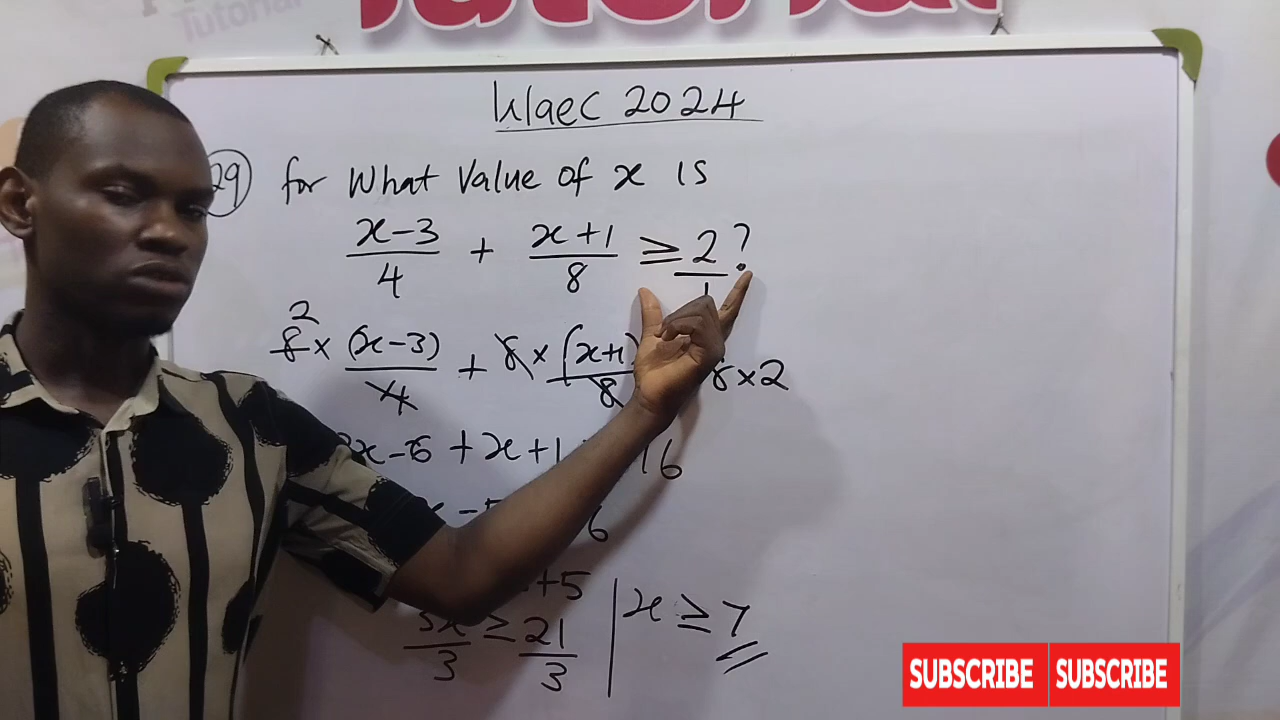 Tutorial
Tutorial
Waec 2024
29 for What Value of x is
x-3/4 + x+1/8 ≥ 2/1 ?
2
8 × (x-3)/4 + 8 × (x+1)/8 8×2
2x-6 + x+1 16
-5 6
+5
3x/3 ≥ 21/3 | x ≥ 7
SUBSCRIBE SUBSCRIBE